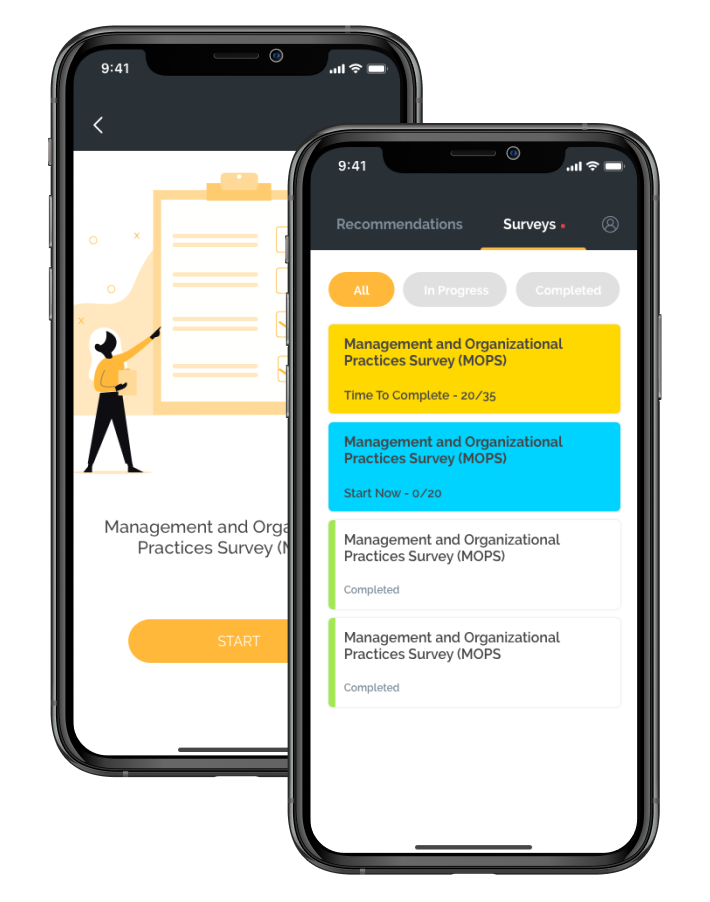 9:41
Management and Orga
Practices Survey (
START
9:41
Recommendations
Surveys
All
In Progress
Completed
Management and Organizational
Practices Survey (MOPS)
Time To Complete - 20/35
Management and Organizational
Practices Survey (MOPS)
Start Now - 0/20
Management and Organizational
Practices Survey (MOPS)
Completed
Management and Organizational
Practices Survey (MOPS
Completed